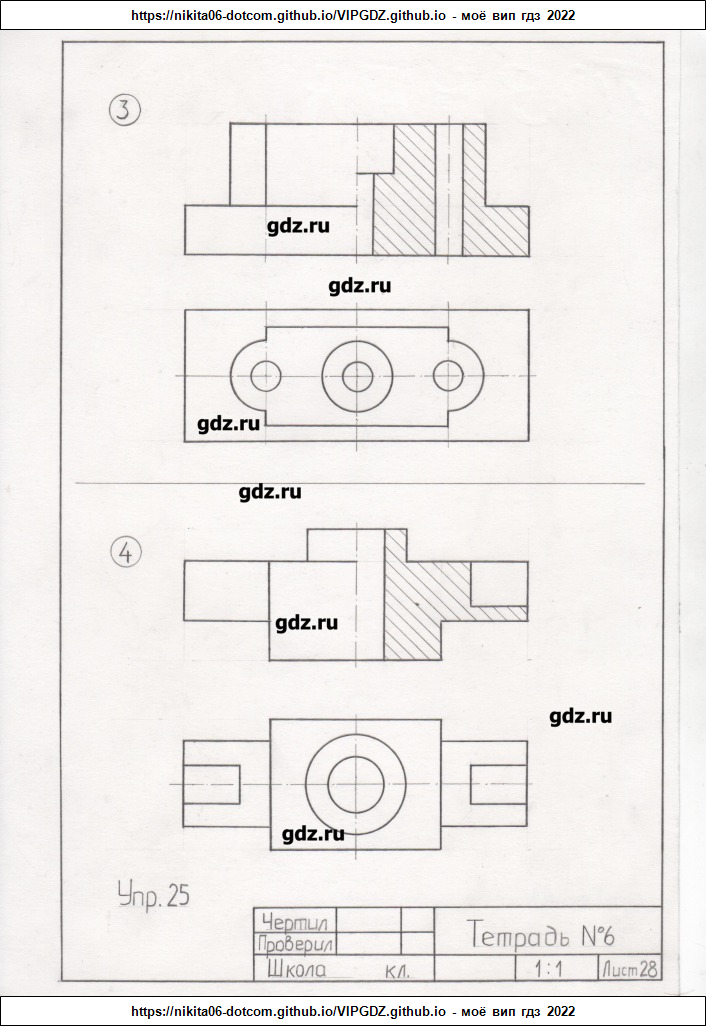 https://nikita06-dotcom.github.io/VIPGDZ.github.io - моё вип гдз 2022
3
gdz.ru
gdz.ru
gdz.ru
gdz.ru
4
gdz.ru
gdz.ru
gdz.ru
Упр. 25
Чертил
Проверил
Тетрадь №6
Школа кл.
1:1
Лист 28
https://nikita06-dotcom.github.io/VIPGDZ.github.io - моё вип гдз 2022